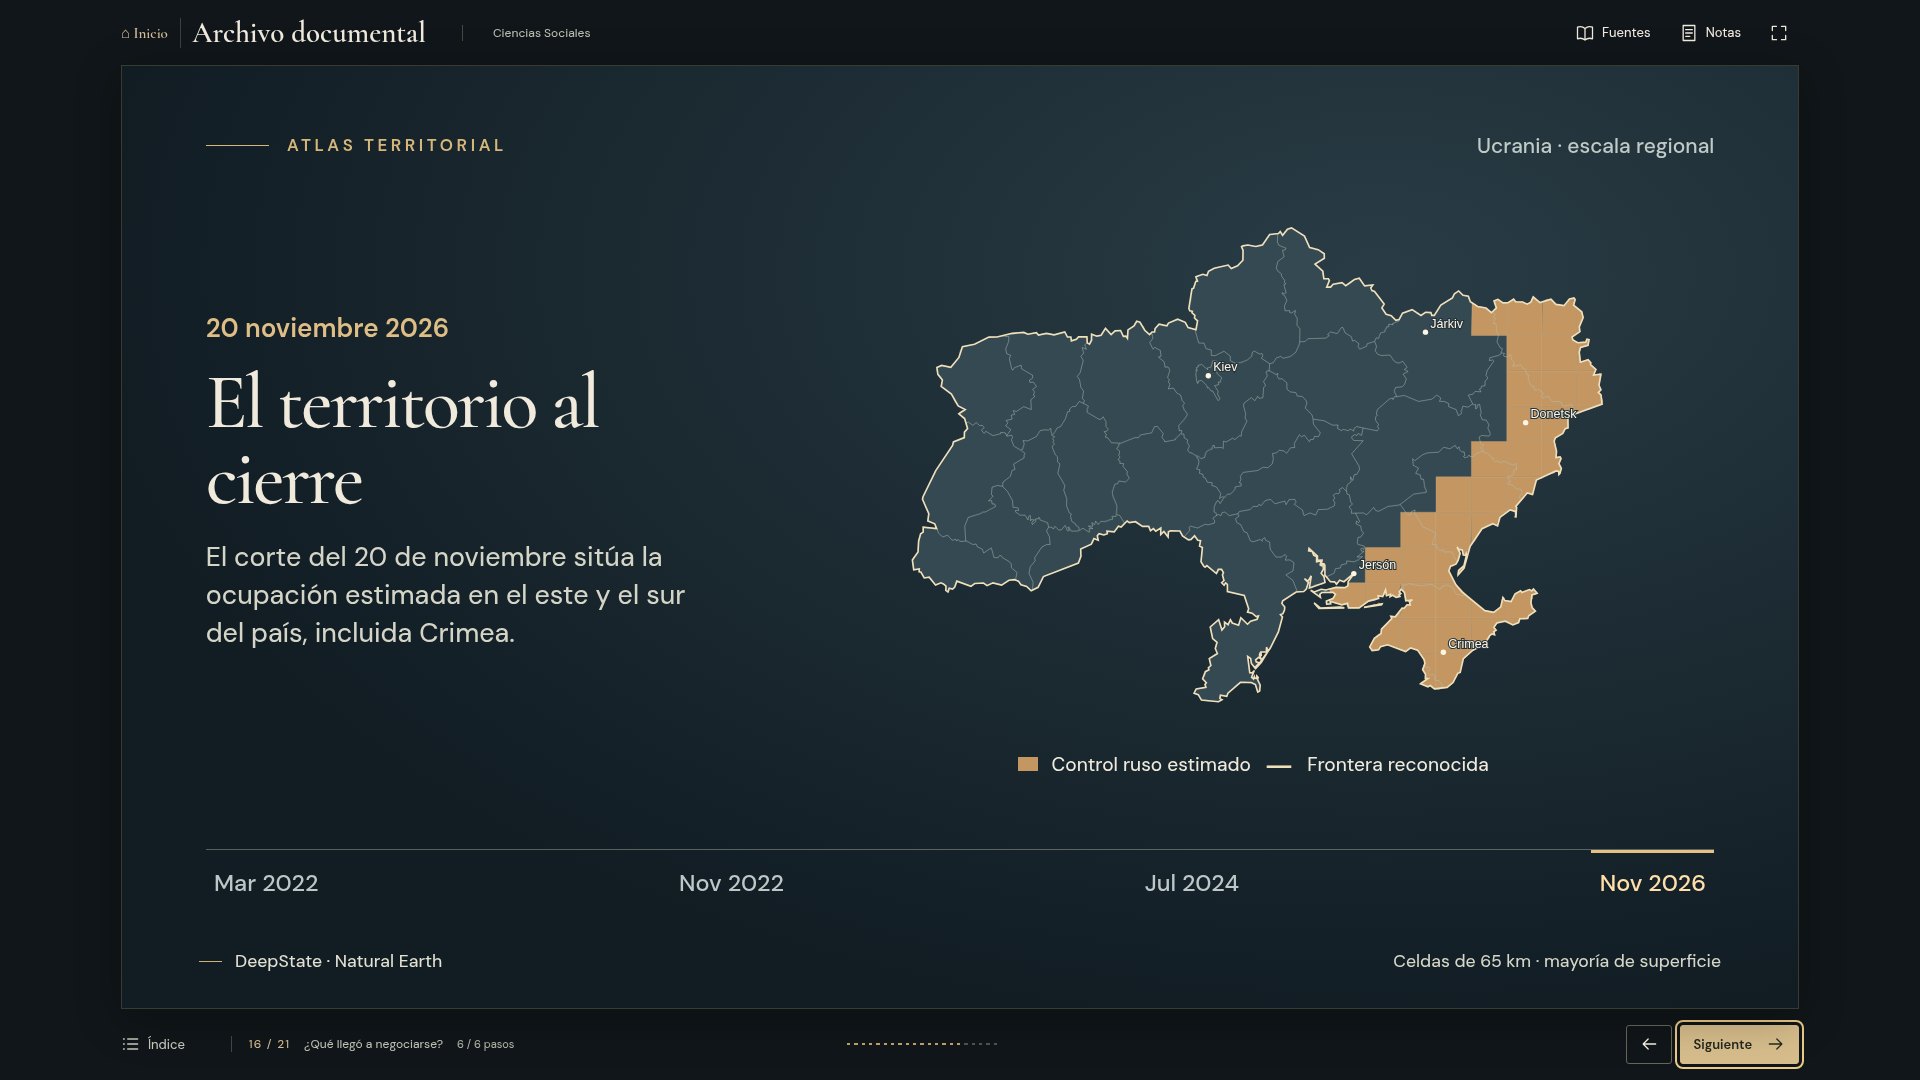 ⌂ Inicio
Archivo documental
Ciencias Sociales
Fuentes
Notas
ATLAS TERRITORIAL
Ucrania · escala regional
20 noviembre 2026
El territorio al
cierre
El corte del 20 de noviembre sitúa la
ocupación estimada en el este y el sur
del país, incluida Crimea.
Járkiv
Kiev
Donetsk
Jersón
Crimea
Control ruso estimado
Frontera reconocida
Mar 2022
Nov 2022
Jul 2024
Nov 2026
DeepState · Natural Earth
Celdas de 65 km · mayoría de superficie
Índice
16 / 21
¿Qué llegó a negociarse?
6 / 6 pasos
Siguiente